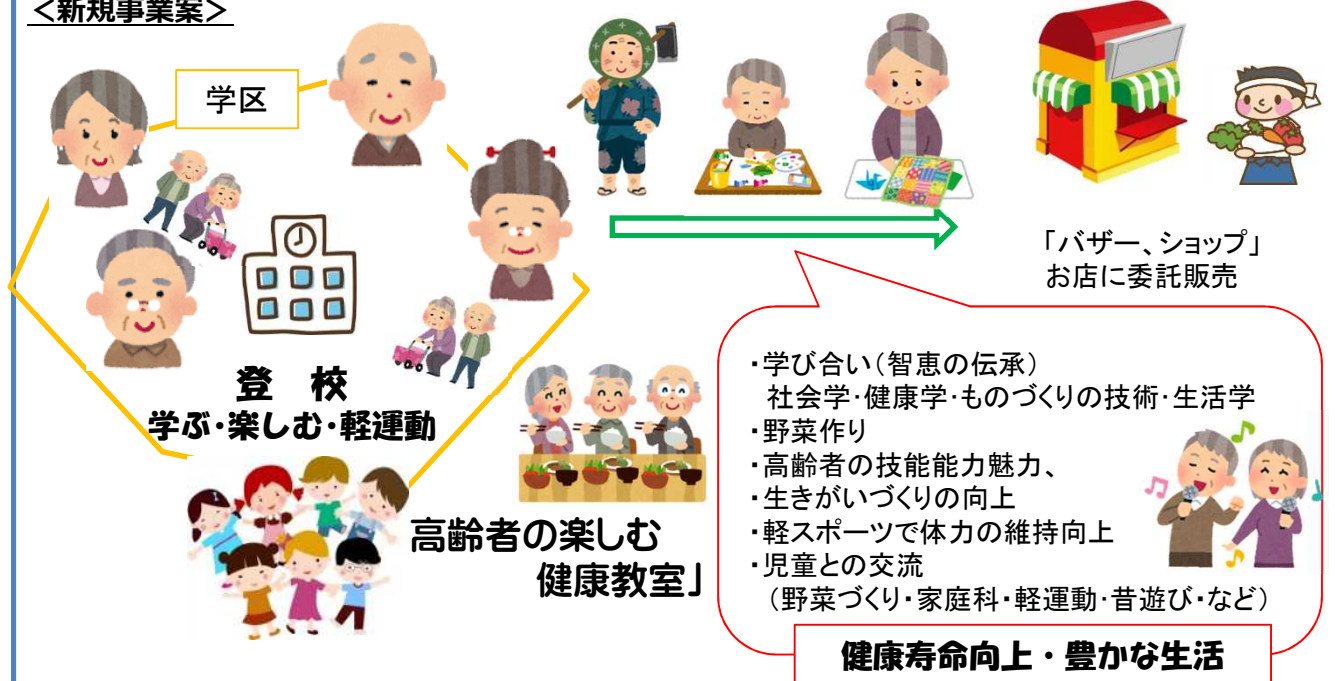 ＜新規事業案＞
学区
登　校
学ぶ・楽しむ・軽運動
高齢者の楽しむ
健康教室」
「バザー、ショップ」
お店に委託販売
・学び合い（智恵の伝承）
社会学・健康学・ものづくりの技術・生活学
・野菜作り
・高齢者の技能能力魅力、
・生きがいづくりの向上
・軽スポーツで体力の維持向上
・児童との交流
（野菜づくり・家庭科・軽運動・昔遊び・など）
健康寿命向上・豊かな生活